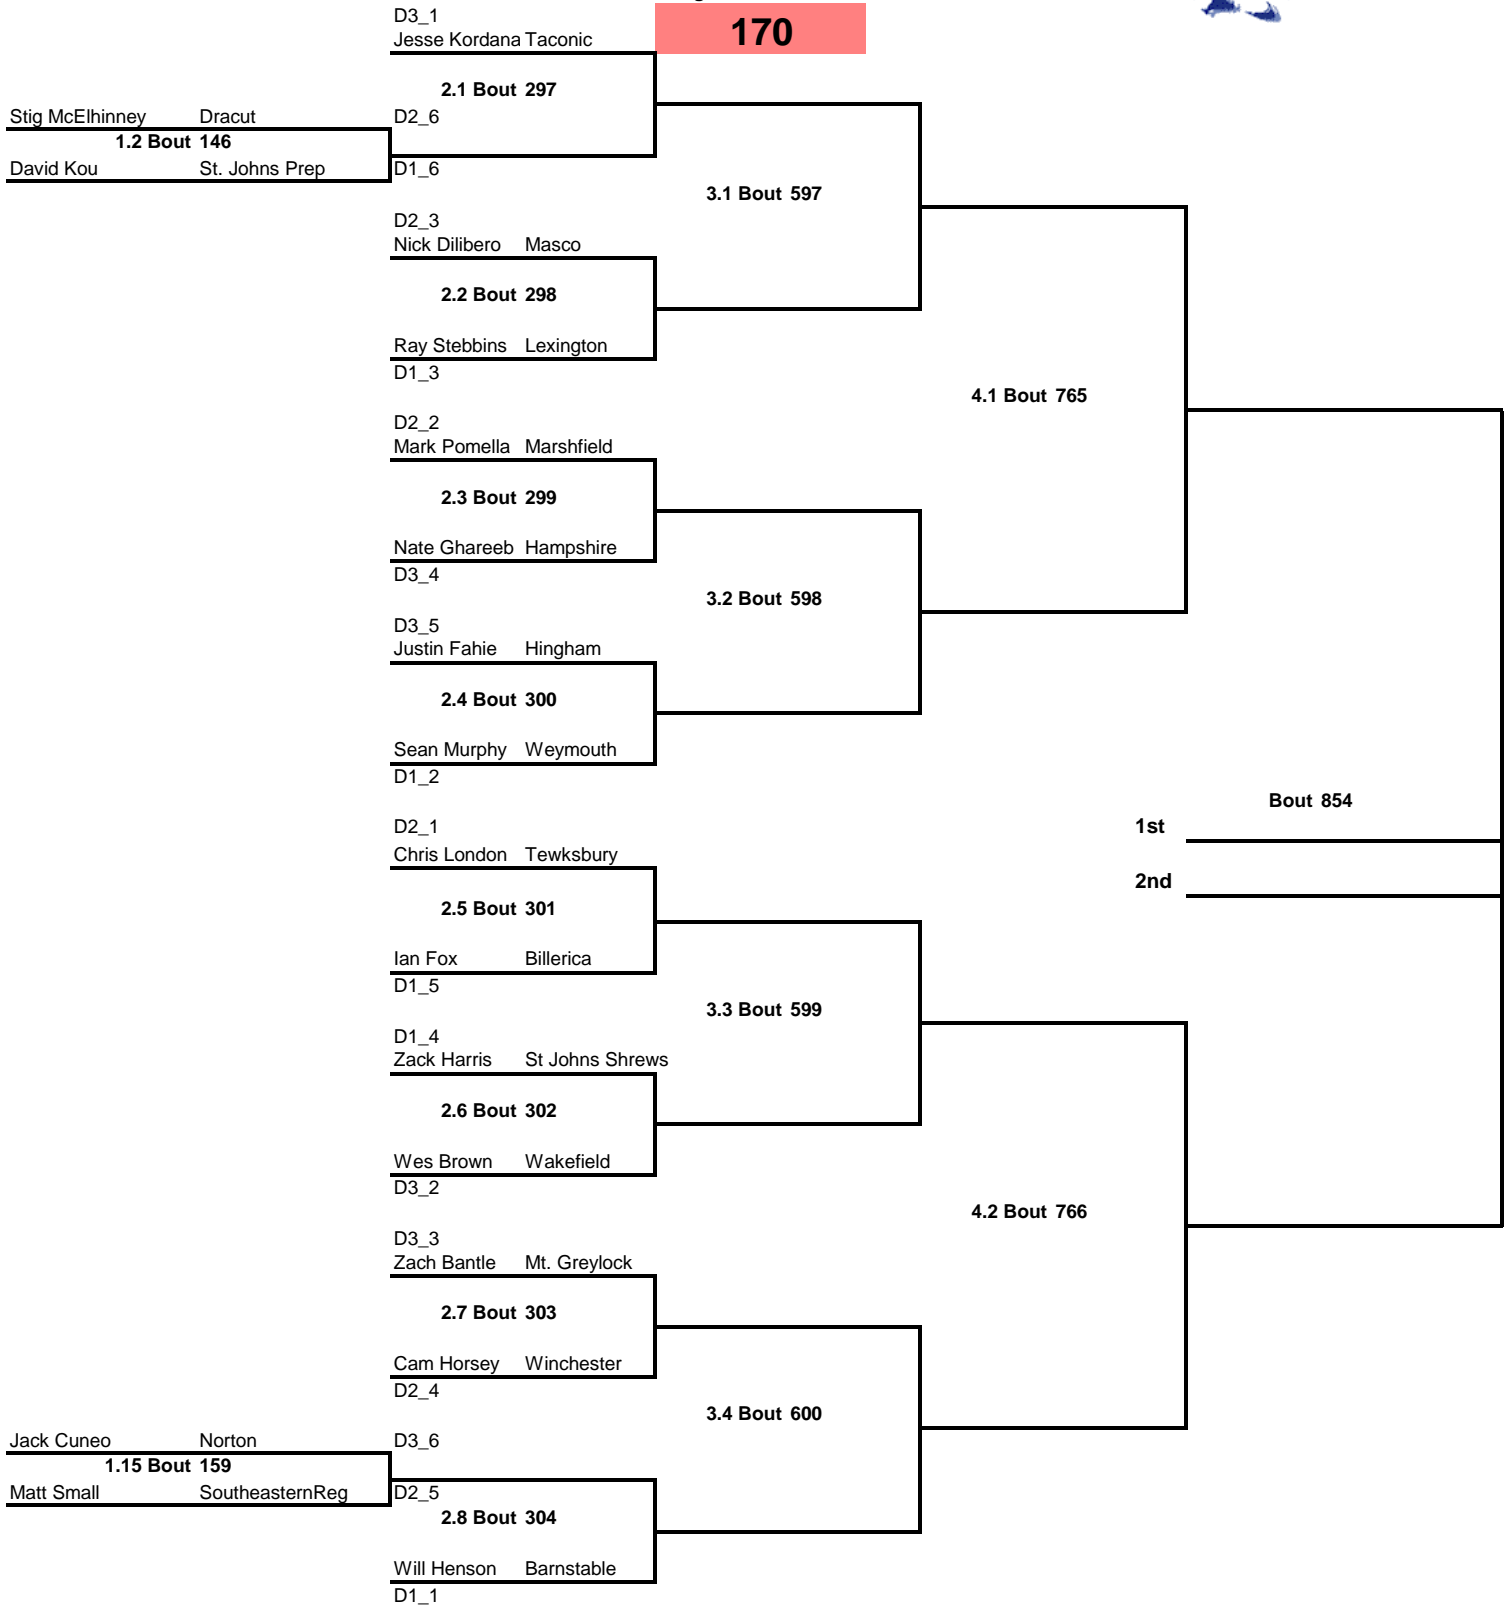 D3_1
Jesse Kordana Taconic
170
2.1 Bout 297
Stig McElhinney Dracut D2_6
1.2 Bout 146
David Kou St. Johns Prep D1_6
3.1 Bout 597
D2_3
Nick Dilibero Masco
2.2 Bout 298
Ray Stebbins Lexington
D1_3
4.1 Bout 765
D2_2
Mark Pomella Marshfield
2.3 Bout 299
Nate Ghareeb Hampshire
D3_4
3.2 Bout 598
D3_5
Justin Fahie Hingham
2.4 Bout 300
Sean Murphy Weymouth
D1_2
Bout 854
D2_1
1st
Chris London Tewksbury
2nd
2.5 Bout 301
Ian Fox Billerica
D1_5
3.3 Bout 599
D1_4
Zack Harris St Johns Shrews
2.6 Bout 302
Wes Brown Wakefield
D3_2
4.2 Bout 766
D3_3
Zach Bantle Mt. Greylock
2.7 Bout 303
Cam Horsey Winchester
D2_4
3.4 Bout 600
Jack Cuneo Norton D3_6
1.15 Bout 159
Matt Small SoutheasternReg D2_5
2.8 Bout 304
Will Henson Barnstable
D1_1